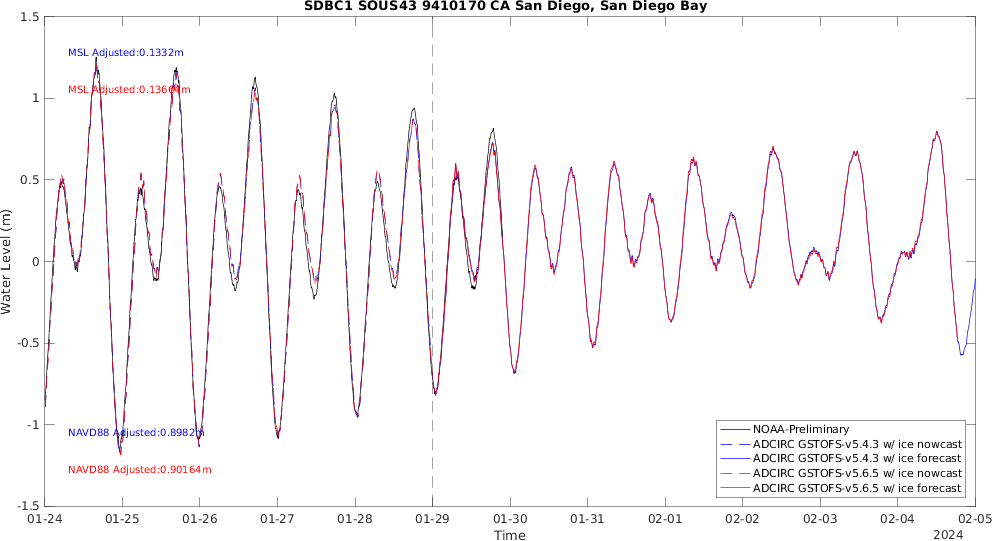 SDBC1 SOUS43 9410170 CA San Diego, San Diego Bay
1.5
MSL Adjusted:0.1332m
MSL Adjusted:0.13664m
1
0.5
Water Level (m)
0
-0.5
-1
NAVD88 Adjusted:0.8982m
NAVD88 Adjusted:0.90164m
-1.5
NOAA-Preliminary
ADCIRC GSTOFS-v5.4.3 w/ ice nowcast
ADCIRC GSTOFS-v5.4.3 w/ ice forecast
ADCIRC GSTOFS-v5.6.5 w/ ice nowcast
ADCIRC GSTOFS-v5.6.5 w/ ice forecast
01-24 01-25 01-26 01-27 01-28 01-29 01-30 01-31 02-01 02-02 02-03 02-04 02-05
Time
2024